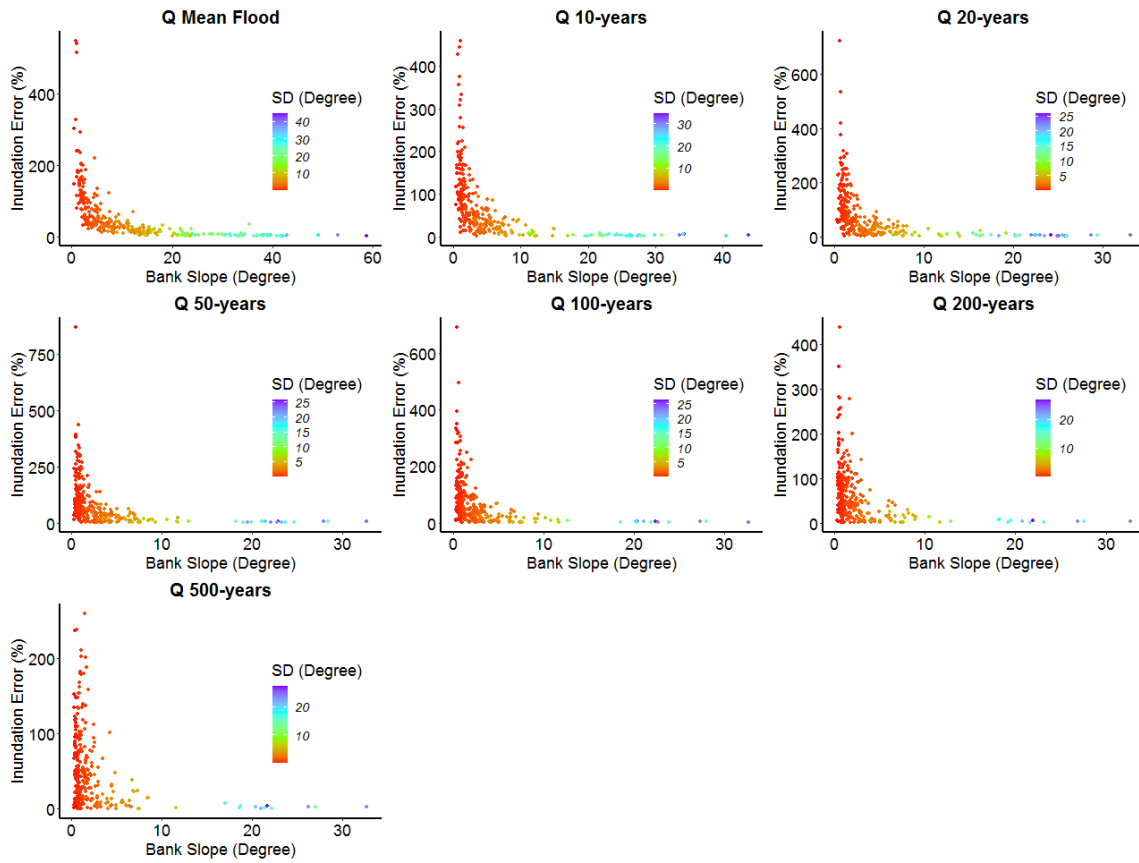 Q Mean Flood
Inundation Error (%)
400
200
0
SD (Degree)
40
30
20
10
0 20 40 60
Bank Slope (Degree)
Q 10-years
Inundation Error (%)
400
300
200
100
0
SD (Degree)
30
20
10
0 10 20 30 40
Bank Slope (Degree)
Q 20-years
Inundation Error (%)
600
400
200
0
SD (Degree)
25
20
15
10
5
0 10 20 30
Bank Slope (Degree)
Q 50-years
Inundation Error (%)
750
500
250
0
SD (Degree)
25
20
15
10
5
0 10 20 30
Bank Slope (Degree)
Q 100-years
Inundation Error (%)
600
400
200
0
SD (Degree)
25
20
15
10
5
0 10 20 30
Bank Slope (Degree)
Q 200-years
Inundation Error (%)
400
300
200
100
0
SD (Degree)
20
10
0 10 20 30
Bank Slope (Degree)
Q 500-years
Inundation Error (%)
200
100
0
SD (Degree)
20
10
0 10 20 30
Bank Slope (Degree)